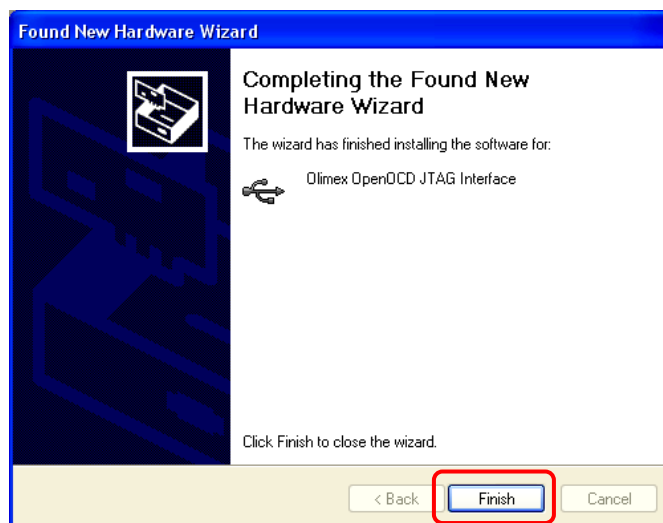 Found New Hardware Wizard
Completing the Found New
Hardware Wizard
The wizard has finished installing the software for:
Olimex OpenOCD JTAG Interface
Click Finish to close the wizard.
< Back
Finish
Cancel